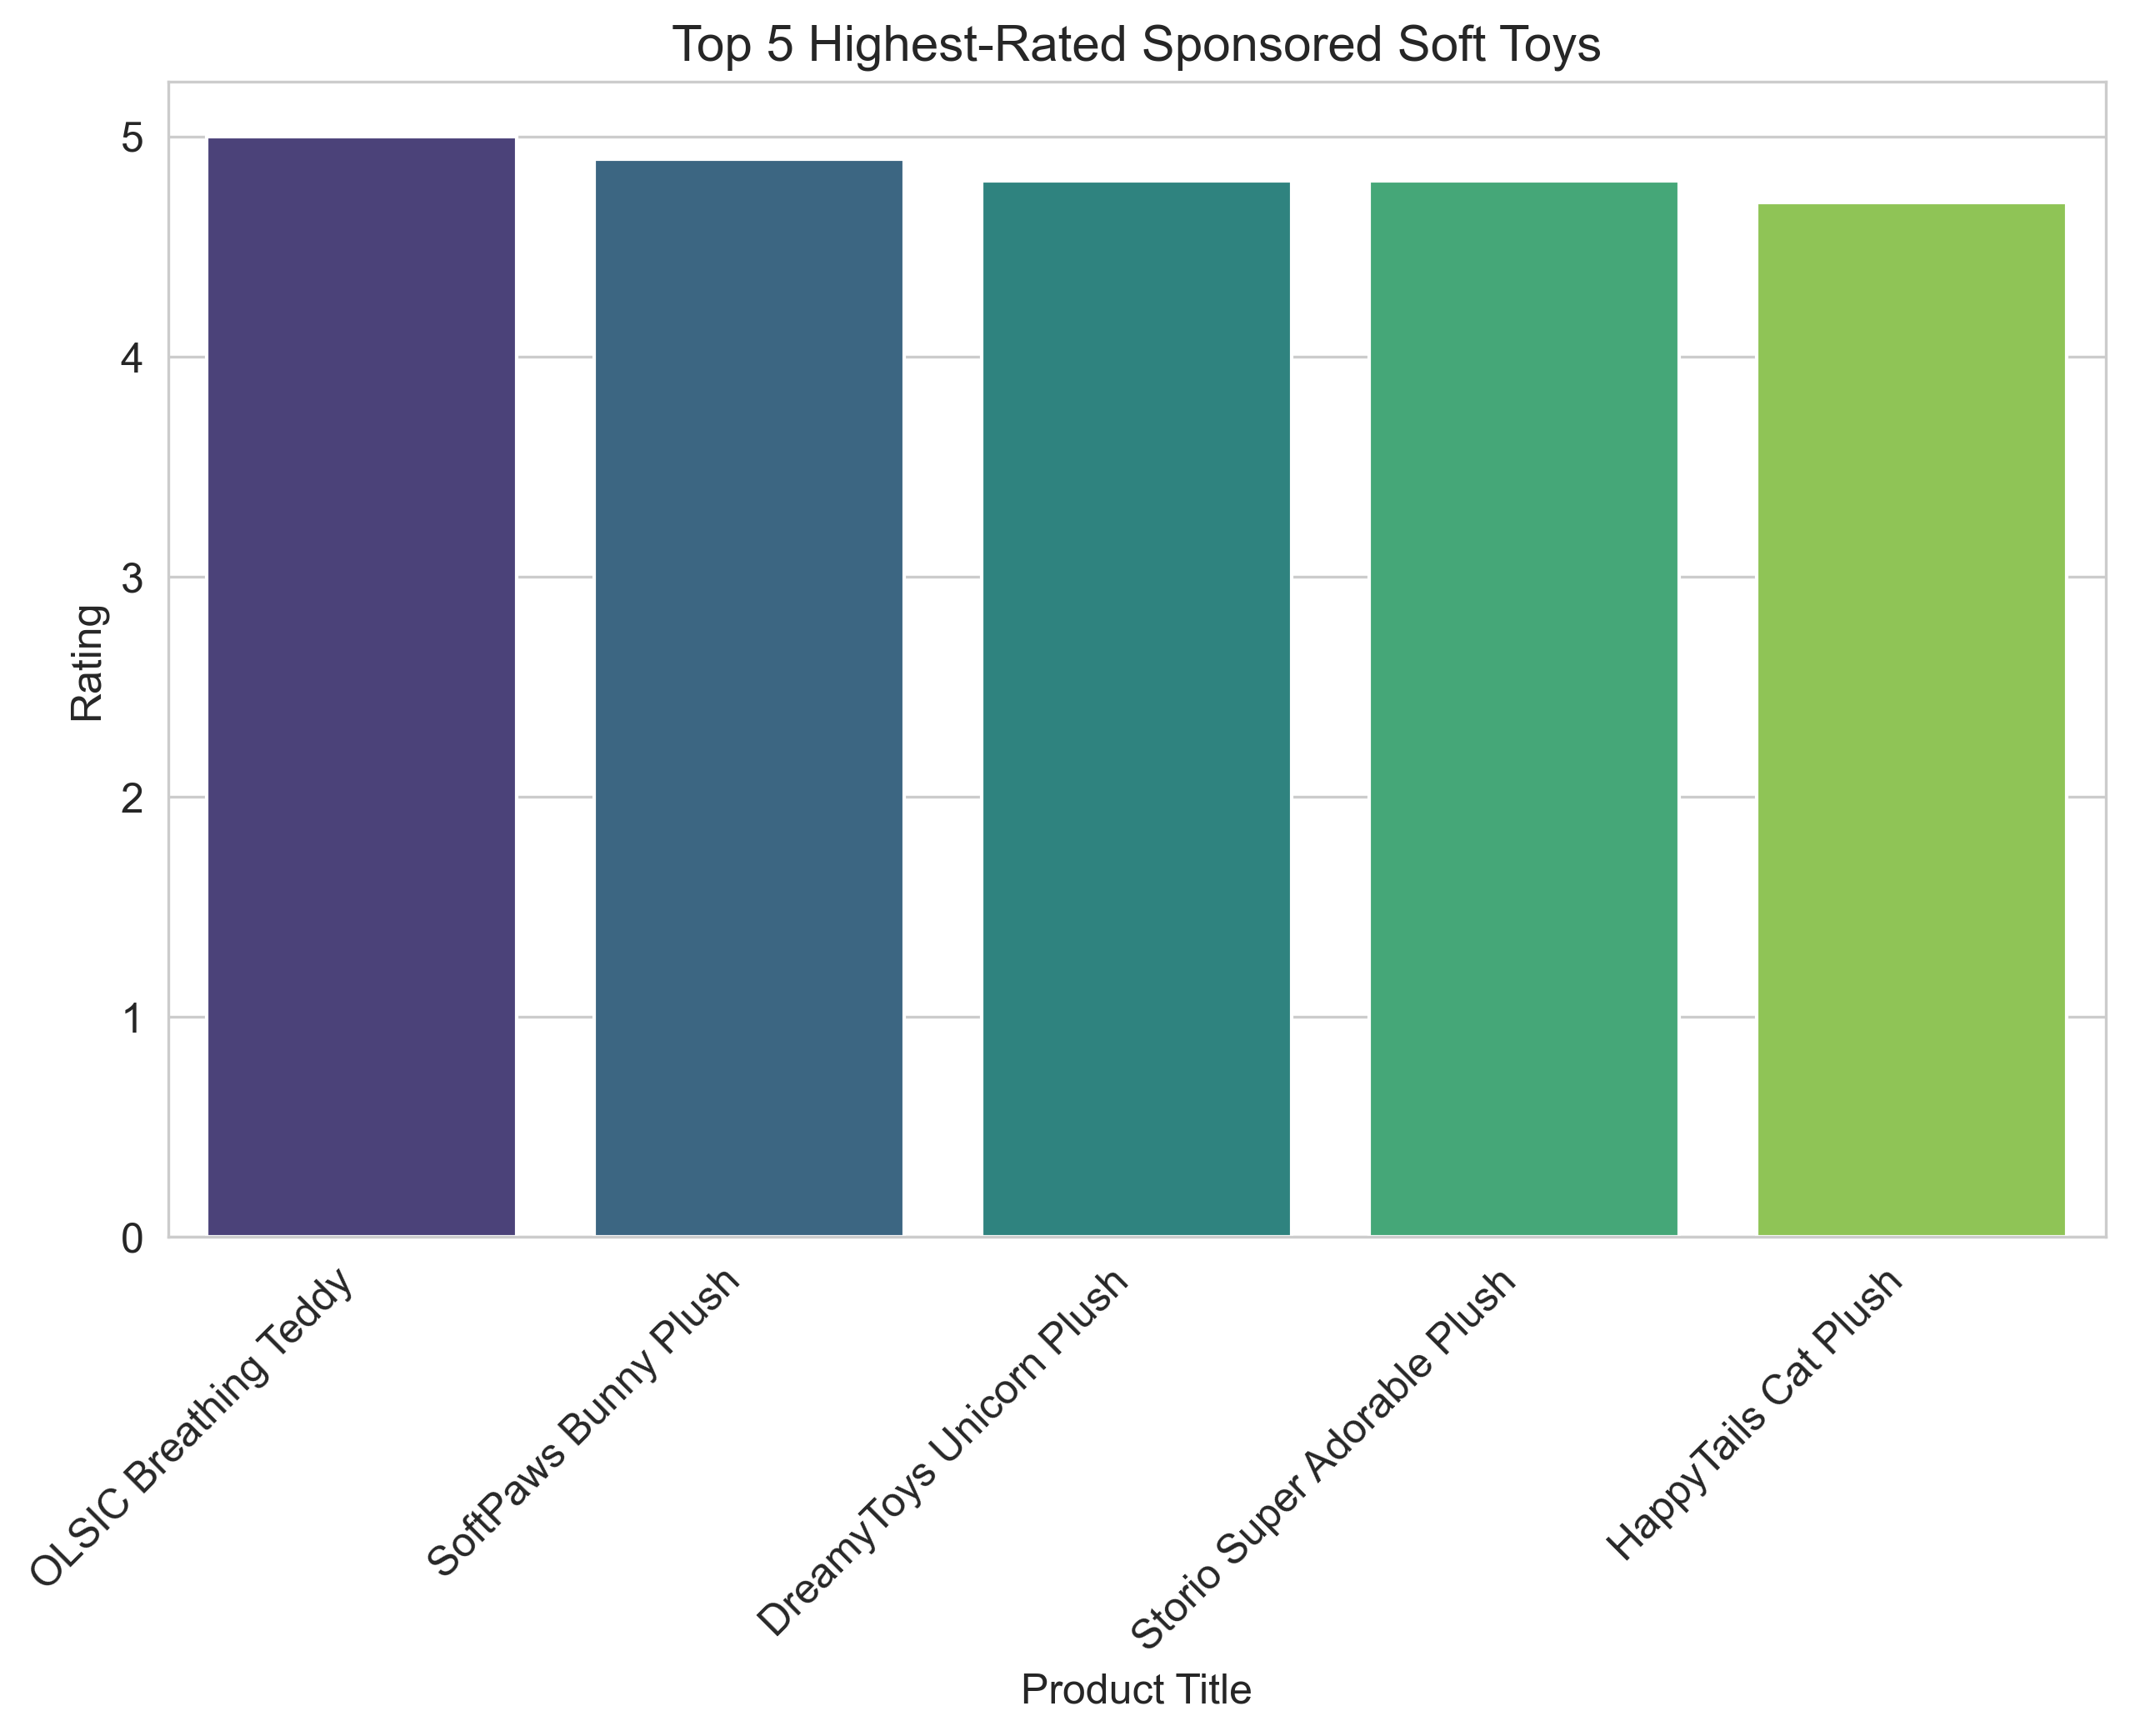 Top 5 Highest-Rated Sponsored Soft Toys
Rating
5
4
3
2
1
0
OLSIC Breathing Teddy
SoftPaws Bunny Plush
DreamyToys Unicorn Plush
Storio Super Adorable Plush
HappyTails Cat Plush
Product Title